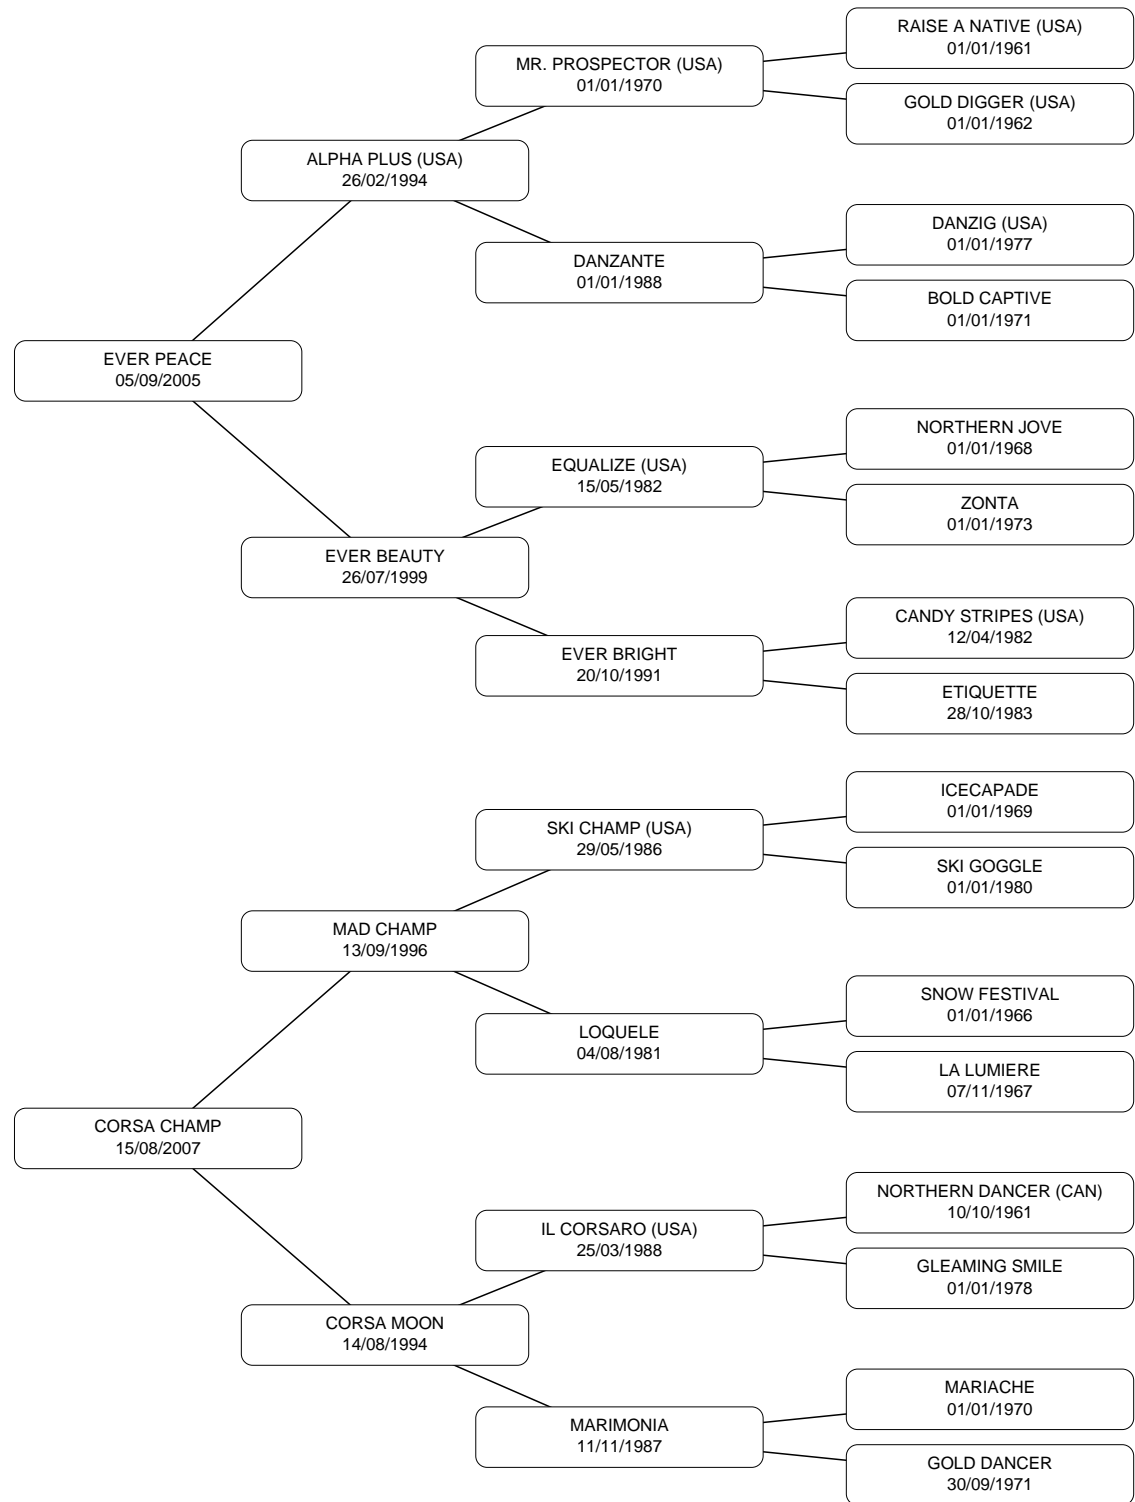 RAISE A NATIVE (USA)
01/01/1961
MR. PROSPECTOR (USA)
01/01/1970
GOLD DIGGER (USA)
01/01/1962
ALPHA PLUS (USA)
26/02/1994
DANZIG (USA)
01/01/1977
DANZANTE
01/01/1988
BOLD CAPTIVE
01/01/1971
EVER PEACE
05/09/2005
NORTHERN JOVE
01/01/1968
EQUALIZE (USA)
15/05/1982
ZONTA
01/01/1973
EVER BEAUTY
26/07/1999
CANDY STRIPES (USA)
12/04/1982
EVER BRIGHT
20/10/1991
ETIQUETTE
28/10/1983
ICECAPADE
01/01/1969
SKI CHAMP (USA)
29/05/1986
SKI GOGGLE
01/01/1980
MAD CHAMP
13/09/1996
SNOW FESTIVAL
01/01/1966
LOQUELE
04/08/1981
LA LUMIERE
07/11/1967
CORSA CHAMP
15/08/2007
NORTHERN DANCER (CAN)
10/10/1961
IL CORSARO (USA)
25/03/1988
GLEAMING SMILE
01/01/1978
CORSA MOON
14/08/1994
MARIACHE
01/01/1970
MARIMONIA
11/11/1987
GOLD DANCER
30/09/1971